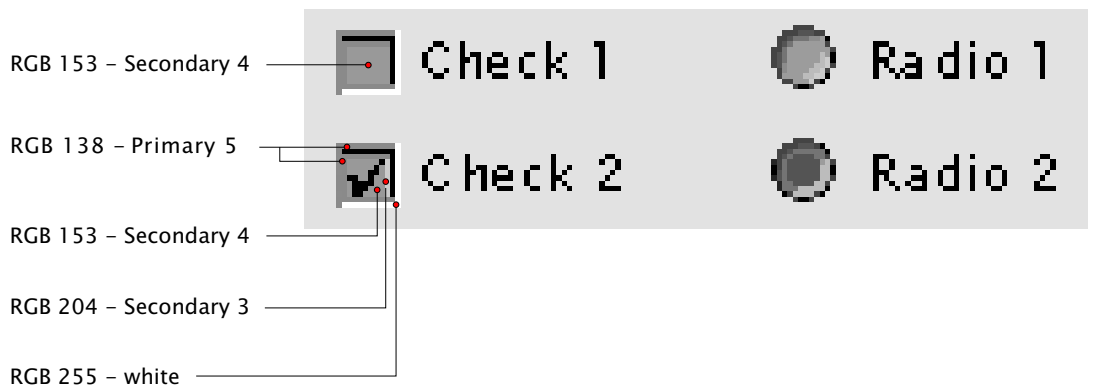 RGB 153 – Secondary 4
Check 1
Radio 1
RGB 138 – Primary 5
Check 2
Radio 2
RGB 153 – Secondary 4
RGB 204 – Secondary 3
RGB 255 – white